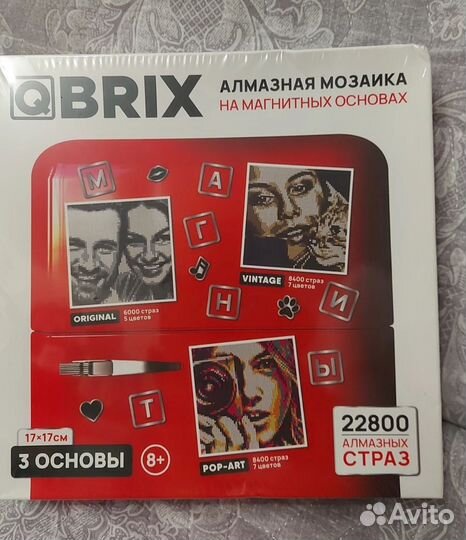 QBRIX
АЛМАЗНАЯ МОЗАИКА
НА МАГНИТНЫХ ОСНОВАХ
М
А
Г
Н
И
Т
Ы
ORIGINAL
6000 страз
5 цветов
VINTAGE
8400 страз
7 цветов
POP-ART
8400 страз
7 цветов
17×17см
3 ОСНОВЫ
8+
22800
АЛМАЗНЫХ
СТРАЗ
Avito